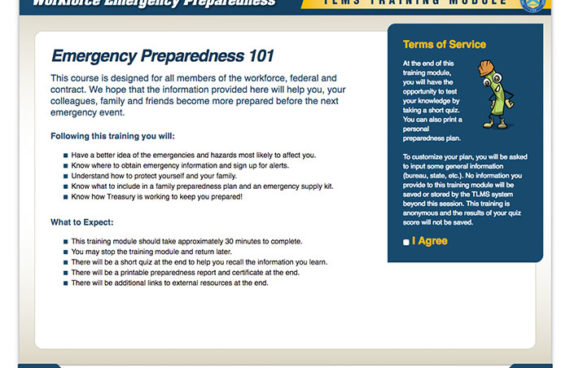 Workforce Emergency Preparedness
TLMS TRAINING MODULE
Emergency Preparedness 101
This course is designed for all members of the workforce, federal and
contract. We hope that the information provided here will help you, your
colleagues, family and friends become more prepared before the next
emergency event.
Following this training you will:
Have a better idea of the emergencies and hazards most likely to affect you.
Know where to obtain emergency information and sign up for alerts.
Understand how to protect yourself and your family.
Know what to include in a family preparedness plan and an emergency supply kit.
Know how Treasury is working to keep you prepared!
What to Expect:
This training module should take approximately 30 minutes to complete.
You may stop the training module and return later.
There will be a short quiz at the end to help you recall the information you learn.
There will be a printable preparedness report and certificate at the end.
There will be additional links to external resources at the end.
Terms of Service
At the end of this
training module,
you will have the
opportunity to test
your knowledge by
taking a short quiz.
You can also print a
personal
preparedness plan.
To customize your plan, you will be asked
to input some general information
(bureau, state, etc.). No information you
provide to this training module will be
saved or stored by the TLMS system
beyond this session. This training is
anonymous and the results of your quiz
score will not be saved.
I Agree